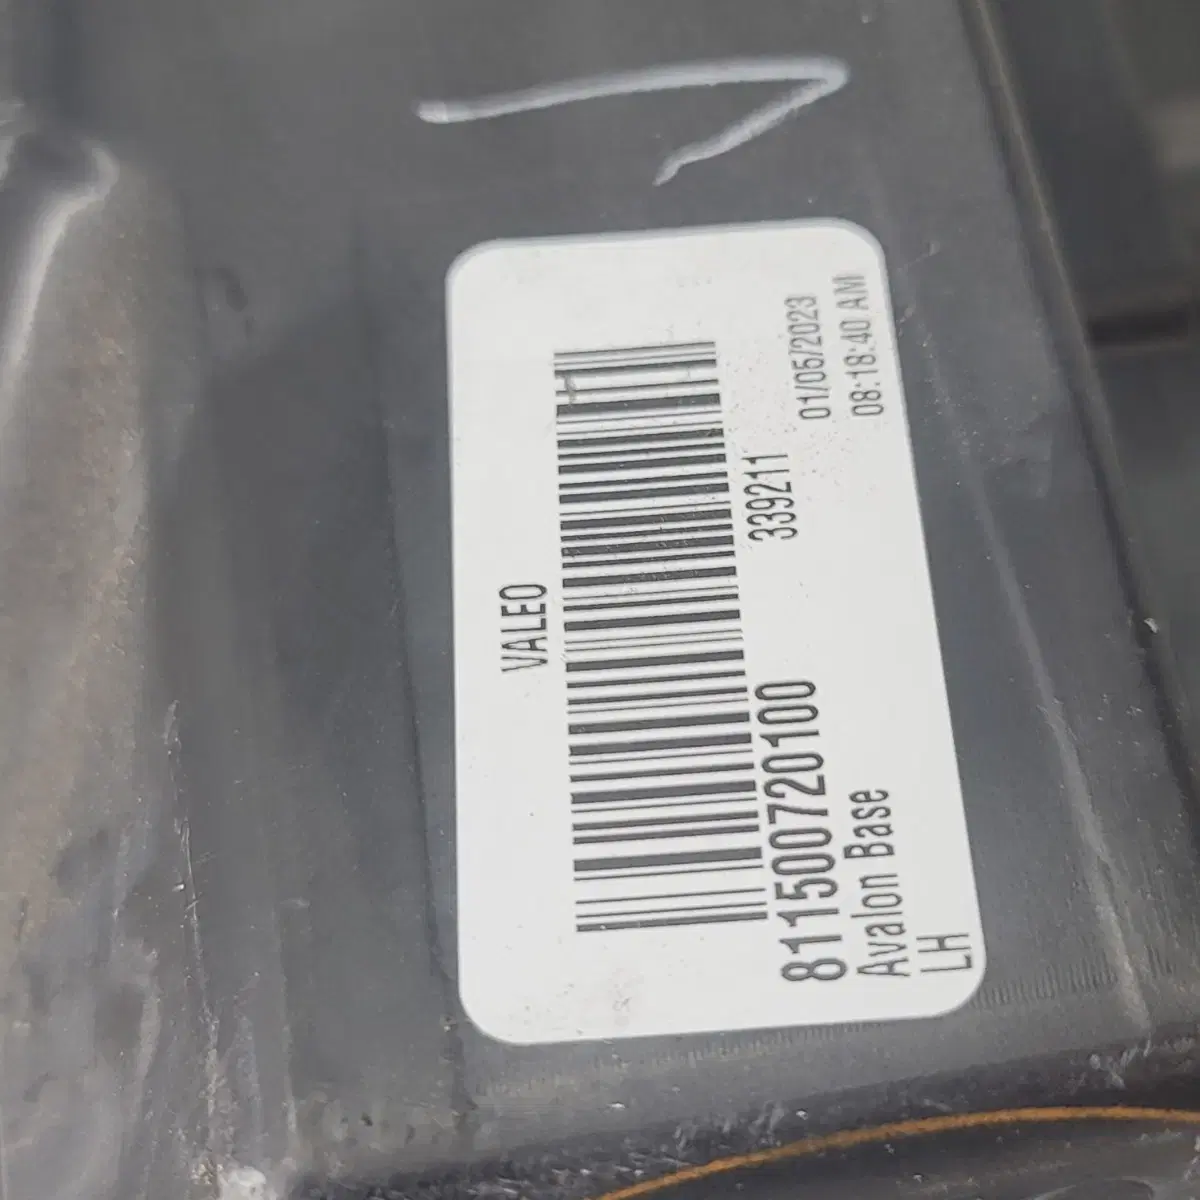 VALEO
811500720100
339211
Avalon Base
01/05/2023
LH
08:18:40 AM